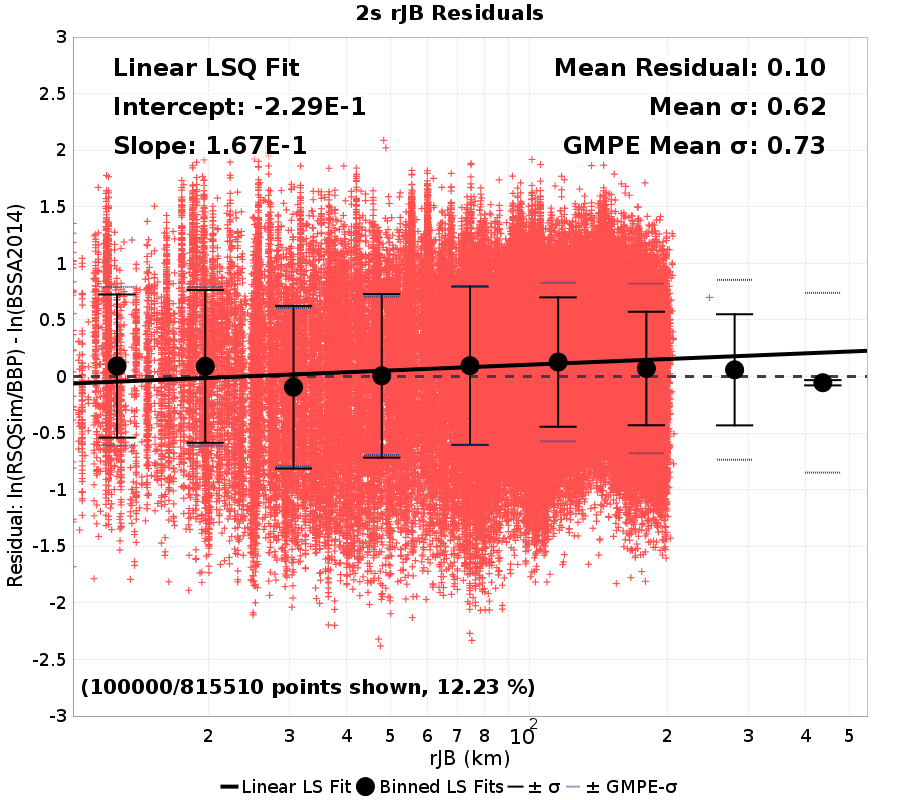 2s rJB Residuals
Linear LSQ Fit
Intercept: -2.29E-1
Slope: 1.67E-1
Mean Residual: 0.10
Mean σ: 0.62
GMPE Mean σ: 0.73
Residual: ln(RSQSim/BBP) - ln(BSSA2014)
3
2.5
2
1.5
1
0.5
0
-0.5
-1
-1.5
-2
-2.5
-3
(100000/815510 points shown, 12.23 %)
2 3 4 5 6 7 8 10² 2 3 4 5
rJB (km)
Linear LS Fit Binned LS Fits ± σ ± GMPE-σ